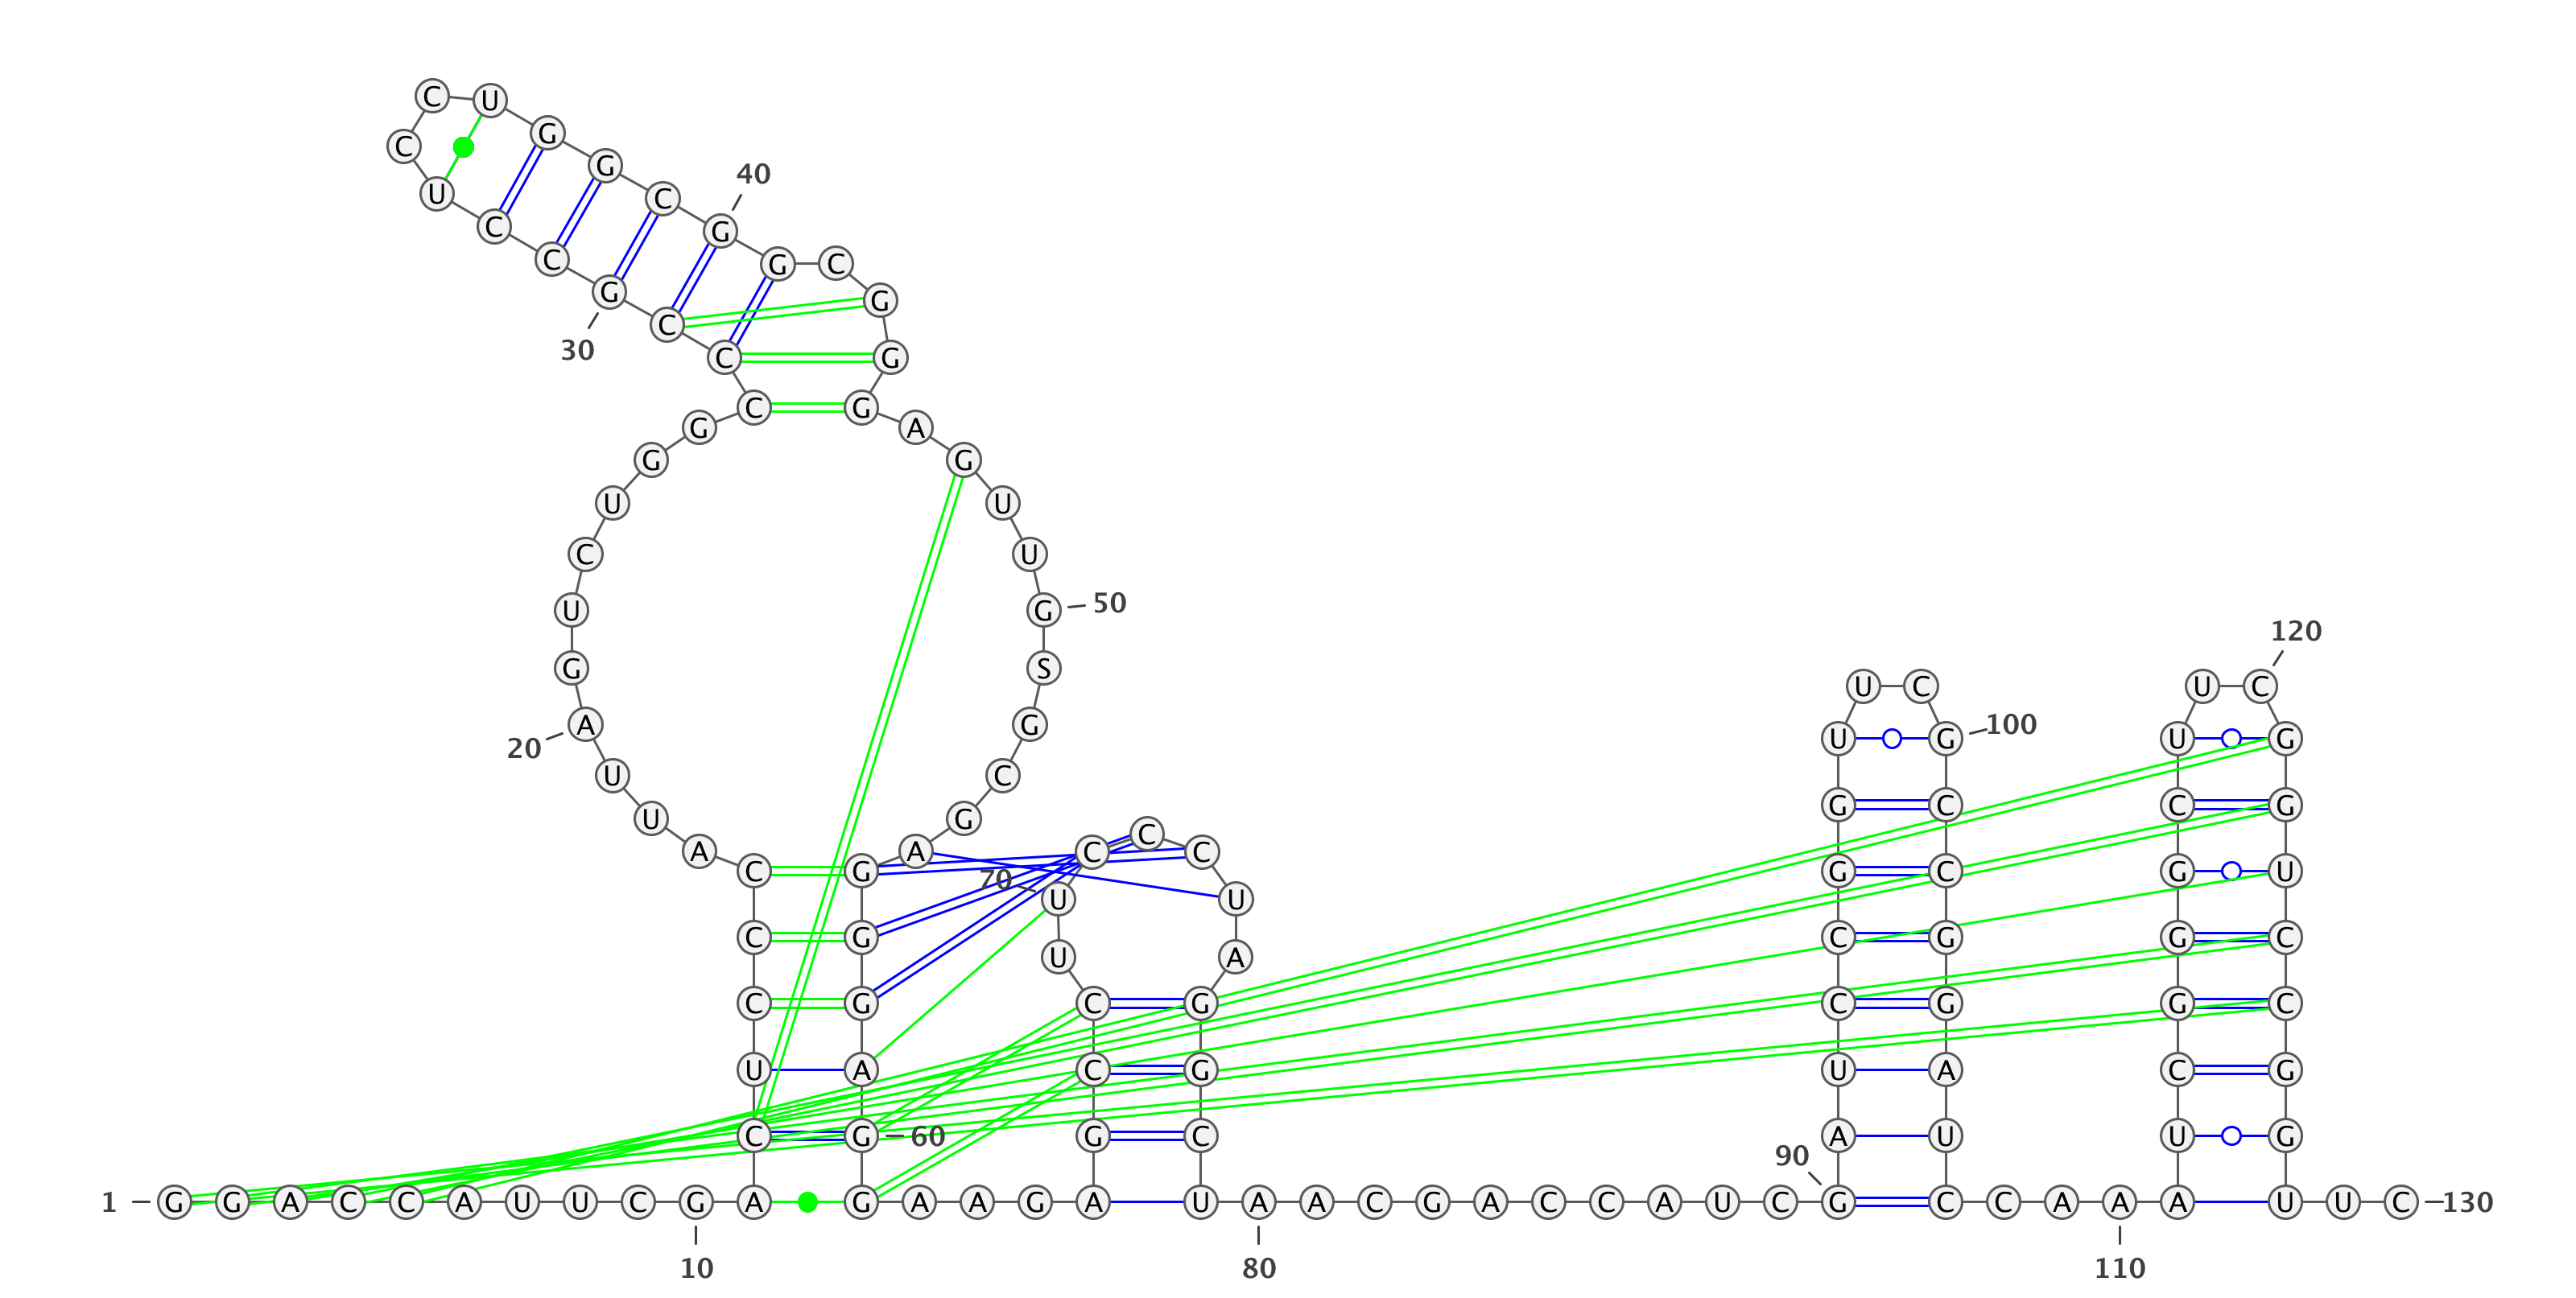 C U
G
C G 40
U C
C G
C G C
G G
C
30 C G
C G
G A
G G
U U
C U
U G 50
120
G S
U C U C
A G 100
U G U G
20
U C
G C C G
U G
C
A A C C
C G G C G U
70
U U
C G C G G C
U A
C G C G C G G C
U A C G U A C G
C G 60 G C A U U G
90
1 G G A C C A U U C G A G A A G A U A A C G A C C A U C G C C A A A U U C 130
10 80 110